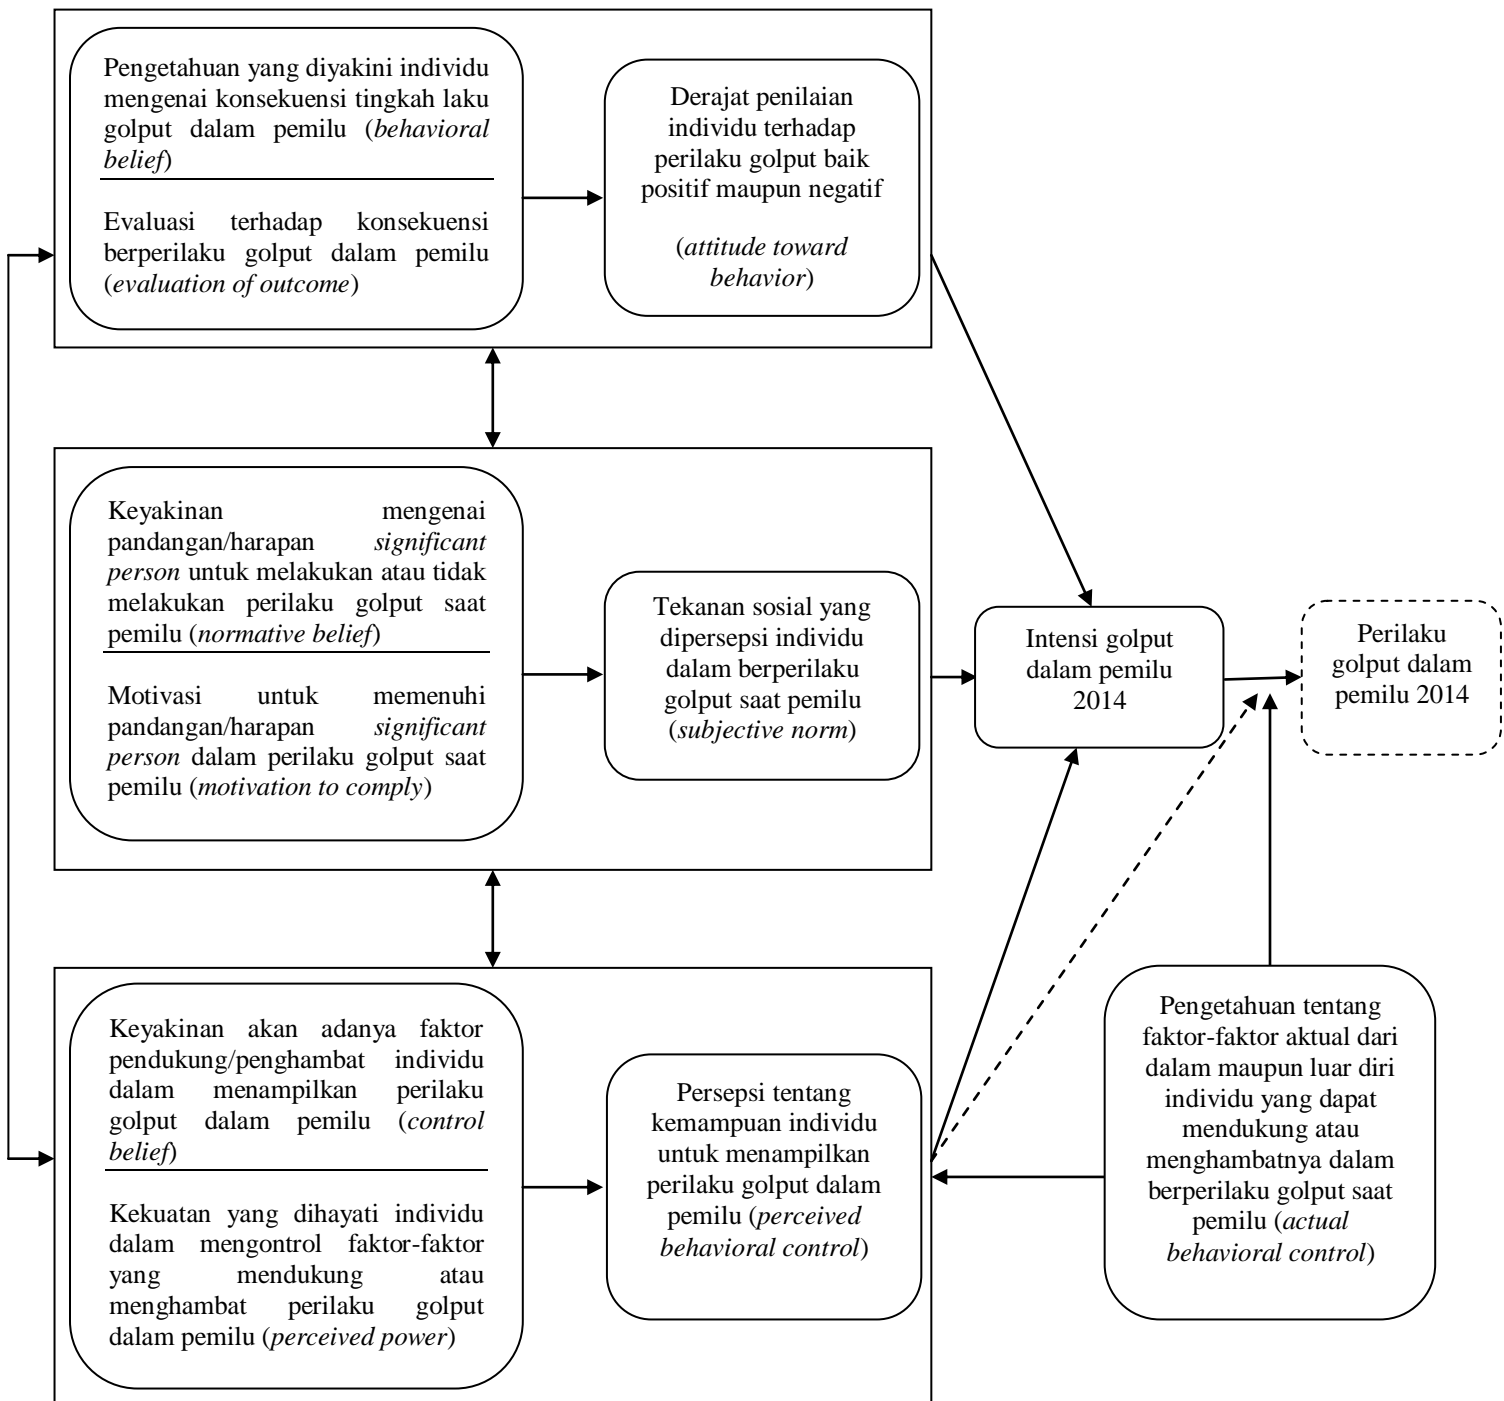 Pengetahuan yang diyakini individu
mengenai konsekuensi tingkah laku
golput dalam pemilu (behavioral
belief)
Evaluasi terhadap konsekuensi
berperilaku golput dalam pemilu
(evaluation of outcome)
Derajat penilaian
individu terhadap
perilaku golput baik
positif maupun negatif
(attitude toward
behavior)
Keyakinan mengenai
pandangan/harapan significant
person untuk melakukan atau tidak
melakukan perilaku golput saat
pemilu (normative belief)
Motivasi untuk memenuhi
pandangan/harapan significant
person dalam perilaku golput saat
pemilu (motivation to comply)
Tekanan sosial yang
dipersepsi individu
dalam berperilaku
golput saat pemilu
(subjective norm)
Intensi golput
dalam pemilu
2014
Perilaku
golput dalam
pemilu 2014
Keyakinan akan adanya faktor
pendukung/penghambat individu
dalam menampilkan perilaku
golput dalam pemilu (control
belief)
Kekuatan yang dihayati individu
dalam mengontrol faktor-faktor
yang mendukung atau
menghambat perilaku golput
dalam pemilu (perceived power)
Persepsi tentang
kemampuan individu
untuk menampilkan
perilaku golput dalam
pemilu (perceived
behavioral control)
Pengetahuan tentang
faktor-faktor aktual dari
dalam maupun luar diri
individu yang dapat
mendukung atau
menghambatnya dalam
berperilaku golput saat
pemilu (actual
behavioral control)